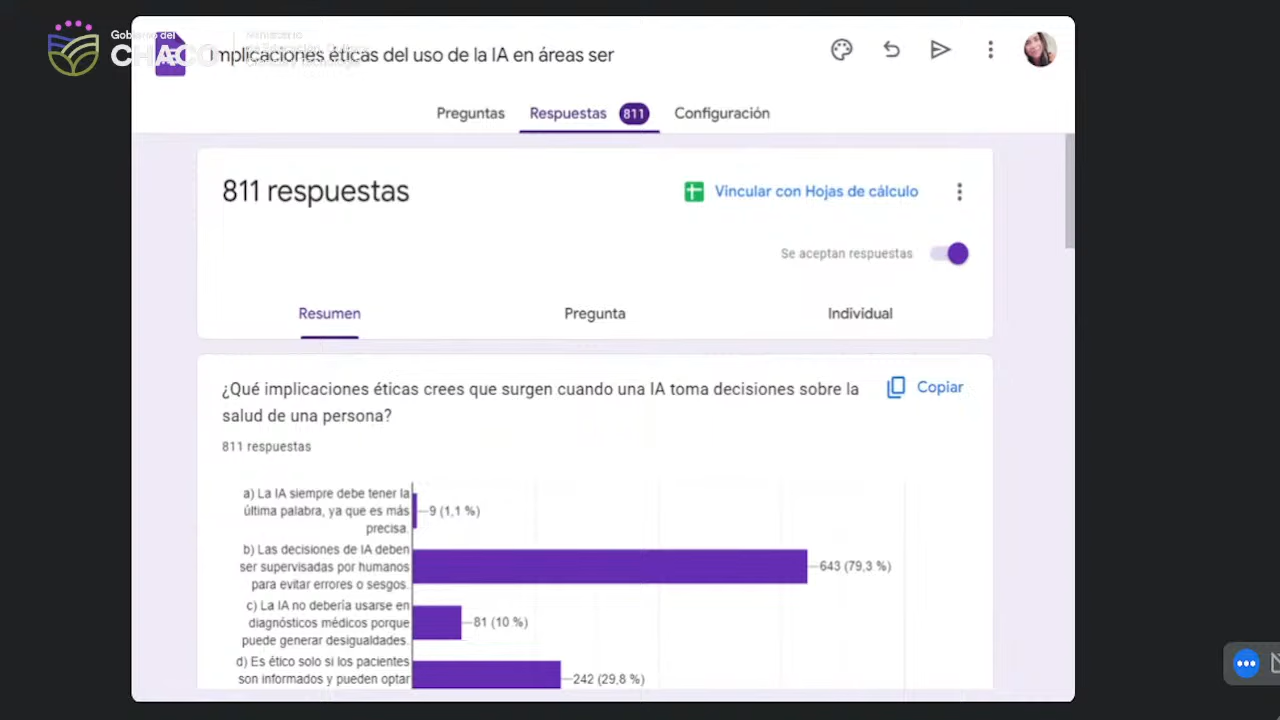 Gobierno del
CHACO
Ministerio
Implicaciones éticas del uso de la IA en áreas ser
Preguntas
Respuestas
811
Configuración
811 respuestas
Vincular con Hojas de cálculo
Se aceptan respuestas
Resumen
Pregunta
Individual
¿Qué implicaciones éticas crees que surgen cuando una IA toma decisiones sobre la
salud de una persona?
Copiar
811 respuestas
a) La IA siempre debe tener la
última palabra, ya que es más
precisa.
9 (1,1 %)
b) Las decisiones de IA deben
ser supervisadas por humanos
para evitar errores o sesgos.
643 (79,3 %)
c) La IA no debería usarse en
diagnósticos médicos porque
puede generar desigualdades.
81 (10 %)
d) Es ético solo si los pacientes
son informados y pueden optar
242 (29,8 %)